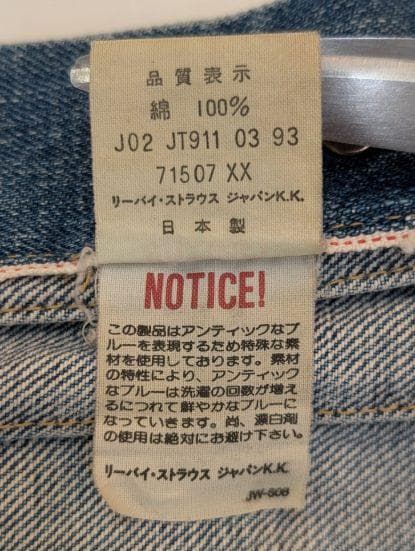 品質表示
綿 100%
J02 JT911 03 93
71507 XX
リーバイ・ストラウス ジャパンK.K.
日本製
NOTICE!
この製品はアンティックなブ
ルーを表現するため特殊な素
材を使用しております。素材
の特性により、アンティック
なブルーは洗濯の回数が増え
るにつれて鮮やかなブルーに
なっていきます。尚、漂白剤
の使用は絶対にお避け下さい。
リーバイ・ストラウス ジャパンK.K.
JW-SOB